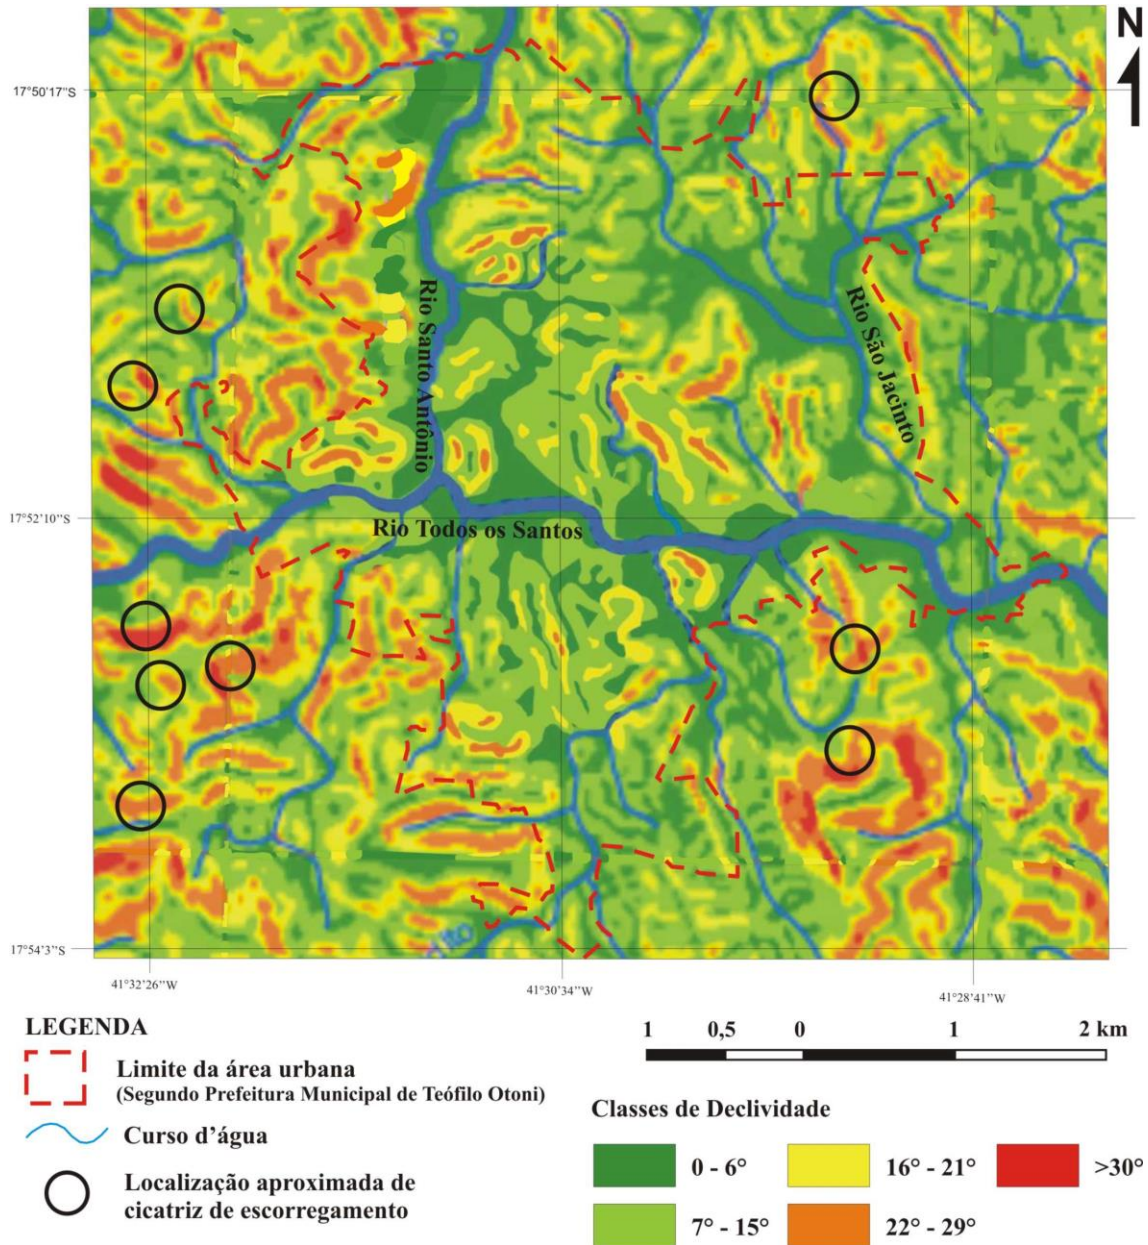 N
17°50'17''S
Rio Santo Antônio
Rio São Jacinto
17°52'10''S
Rio Todos os Santos
17°54'3''S
41°32'26''W
41°30'34''W
41°28'41''W
LEGENDA
Limite da área urbana
(Segundo Prefeitura Municipal de Teófilo Otoni)
Curso d'água
Localização aproximada de
cicatriz de escorregamento
1 0,5 0 1 2 km
Classes de Declividade
0 - 6°
16° - 21°
>30°
7° - 15°
22° - 29°